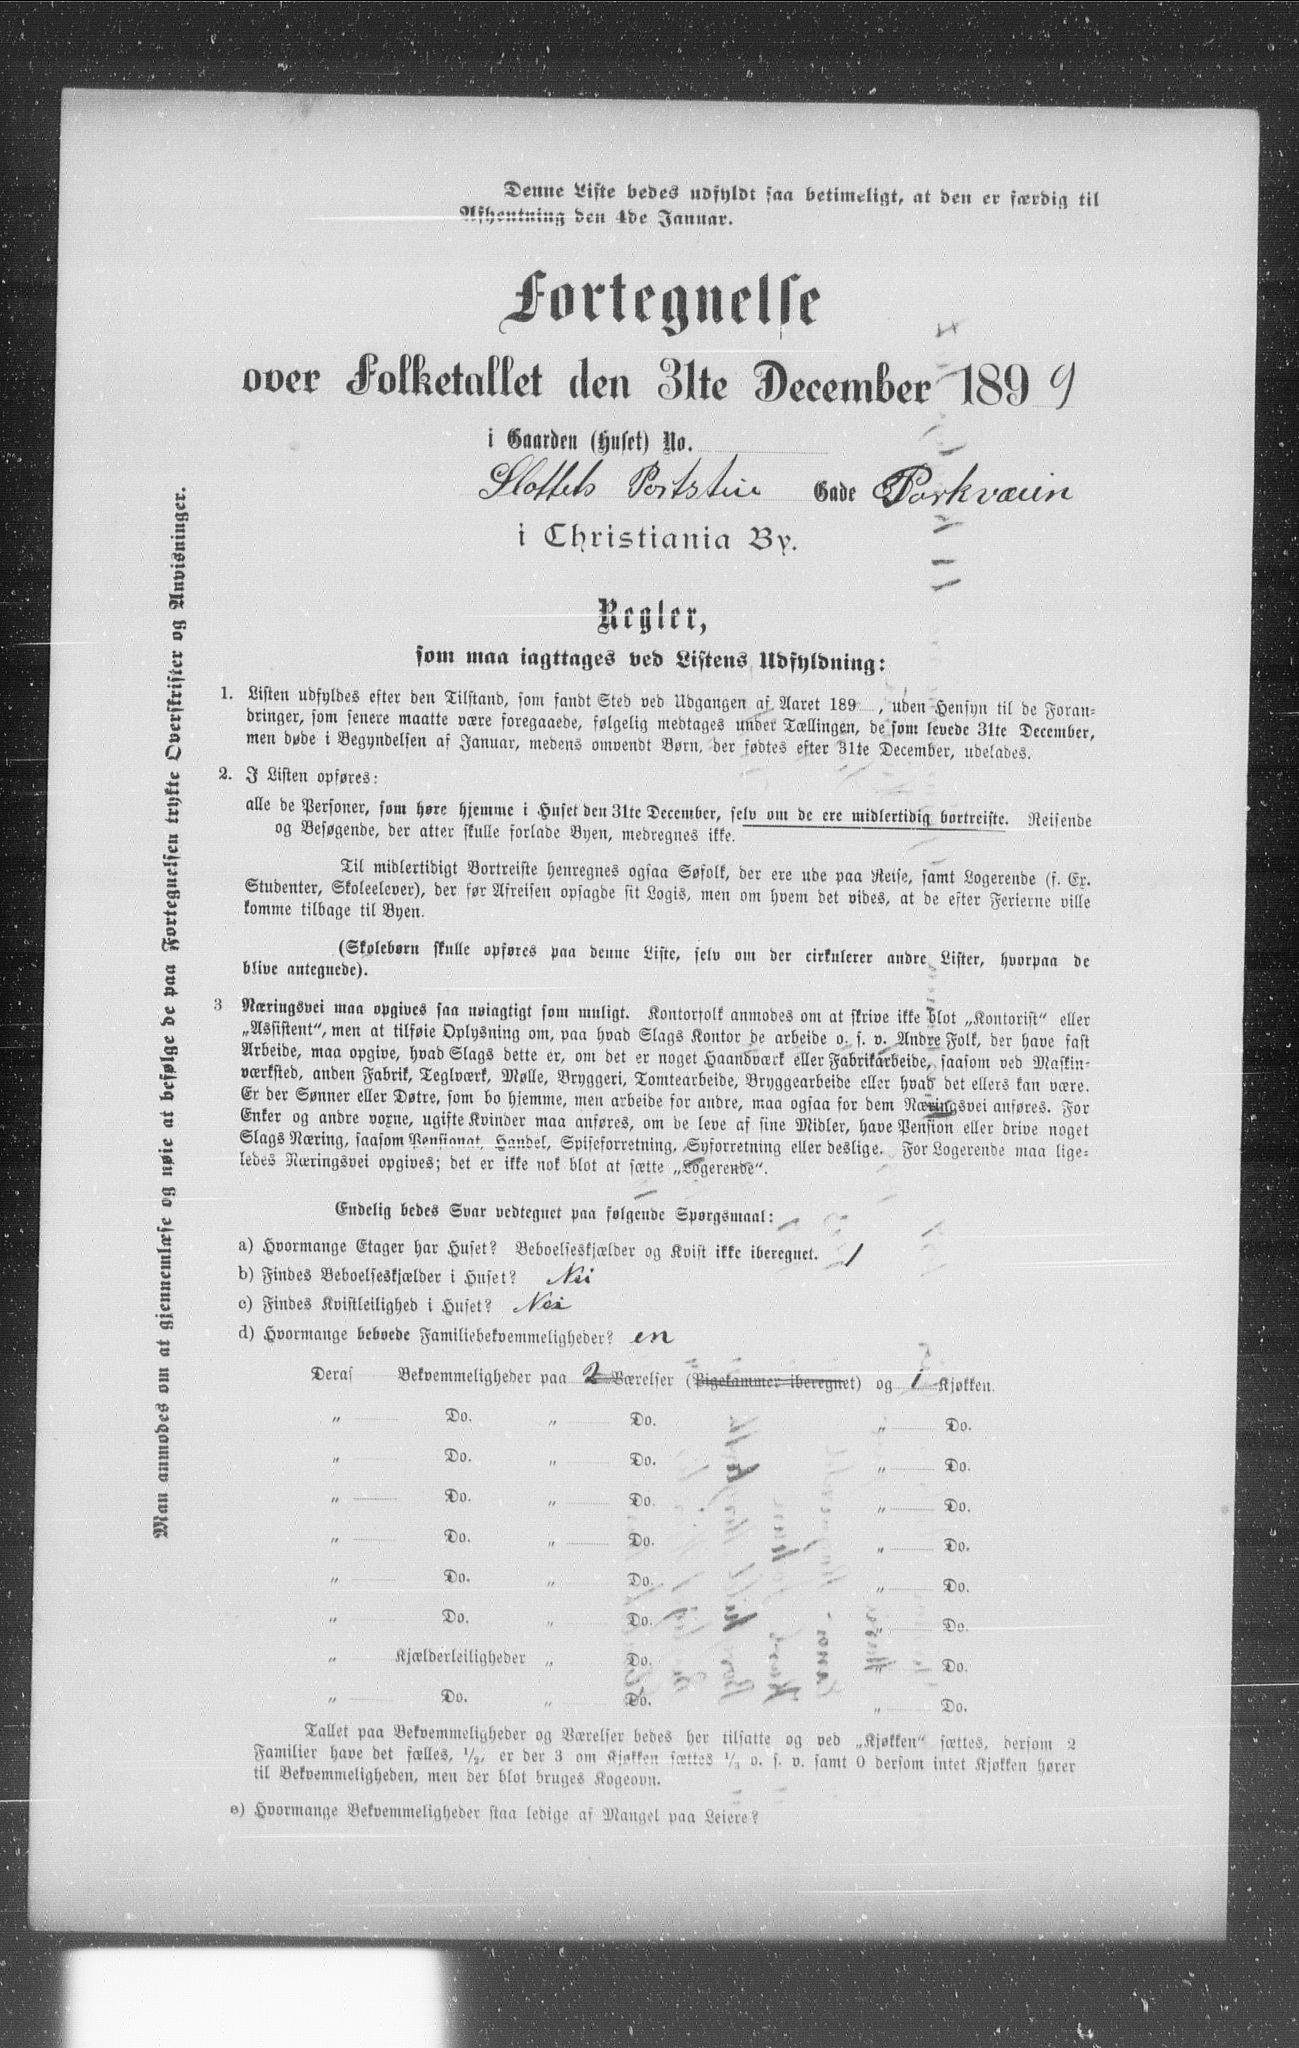 Denne Liste bedes udfyldt saa betimeligt, at den er færdig til
Afhentning den 4de Januar.
Fortegnelse
over Folketallet den 31te December 1899
i Gaarden (Huset) No.
Slottets Gade Parkveien
i Christiania By.
Regler,
som maa iagttages ved Listens Udfyldning:
1. Listen udfyldes efter den Tilstand, som fandt Sted ved Udgangen af Aaret 189 , uden Hensyn til de Foran-
dringer, som senere maatte være foregaaede, følgelig medtages under Tællingen, de som levede 31te December,
men døde i Begyndelsen af Januar, medens omvendt Børn, der fødtes efter 31te December, udelades.
2. I Listen opføres:
alle de Personer, som høre hjemme i Huset den 31te December, selv om de ere midlertidig bortreiste. Reisende
og Besøgende, der atter skulle forlade Byen, medregnes ikke.
Til midlertidigt Bortreiste henregnes ogsaa Søfolk, der ere ude paa Reise, samt Logerende (f. Ex.
Studenter, Skoleelever), der før Afreisen opsagde sit Logis, men om hvem det vides, at de efter Ferierne ville
komme tilbage til Byen.
(Skolebørn skulle opføres paa denne Liste, selv om der cirkulerer andre Lister, hvorpaa de
blive antegnede).
3 Næringsvei maa opgives saa nøiagtigt som muligt. Kontorfolk anmodes om at skrive ikke blot „Kontorist“ eller
„Assistent“, men at tilføie Oplysning om, paa hvad Slags Kontor de arbeide o. s. v. Andre Folk, der have fast
Arbeide, maa opgive, hvad Slags dette er, om det er noget Haandværk eller Fabrikarbeide, saasom ved Maskin-
værksted, anden Fabrik, Teglværk, Mølle, Bryggeri, Tomtearbeide, Bryggearbeide eller hvad det ellers kan være.
Er der Sønner eller Døtre, som bo hjemme, men arbeide for andre, maa ogsaa for dem Næringsvei anføres. For
Enker og andre voxne, ugifte Kvinder maa anføres, om de leve af sine Midler, have Pension eller drive noget
Slags Næring, saasom Pensionat, Handel, Spiseforretning, Syforretning eller deslige. For Logerende maa lige-
ledes Næringsvei opgives; det er ikke nok blot at sætte „Logerende“.
Endelig bedes Svar vedtegnet paa følgende Spørgsmaal:
a) Hvormange Etager har Huset? Beboelseskjælder og Kvist ikke iberegnet. 1
b) Findes Beboelseskjælder i Huset? Nei
c) Findes Kvistleilighed i Huset? Nei
d) Hvormange beboede Familiebekvemmeligheder? en
Deraf Bekvemmeligheder paa 2 Værelser (Pigekammer iberegnet) og 1 Kjøkken.
„ Do. „ Do. „ Do.
„ Do. „ Do. „ Do.
„ Do. „ Do. „ Do.
„ Do. „ Do. „ Do.
„ Do. „ Do. „ Do.
„ Do. „ Do. „ Do.
„ Kjælderleiligheder „ Do. Do.
„ Do. „ Do. „ Do.
Tallet paa Bekvemmeligheder og Værelser bedes her tilsatte og ved „Kjøkken“ sættes, dersom 2
Familier have det fælles, 1/2, er der 3 om Kjøkken sættes 1/3 o. s. v. samt 0 dersom intet Kjøkken hører
til Bekvemmeligheden, men der blot bruges Kogeovn.
e) Hvormange Bekvemmeligheder staa ledige af Mangel paa Leiere?
Man anmodes om at gjennemlæse og nøie at befølge de paa Fortegnelsen trykte Overskrifter og Anvisninger.